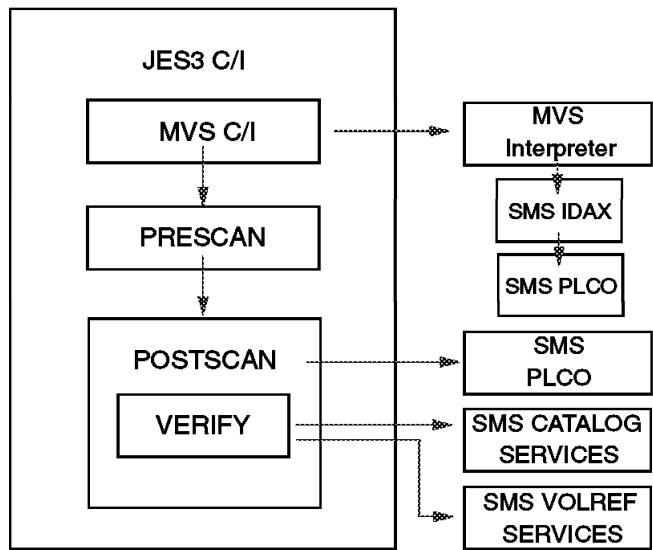 JES3 C/I
MVS C/I
MVS
Interpreter
SMS IDAX
PRESCAN
SMS PLCO
POSTSCAN
SMS
PLCO
VERIFY
SMS CATALOG
SERVICES
SMS VOLREF
SERVICES